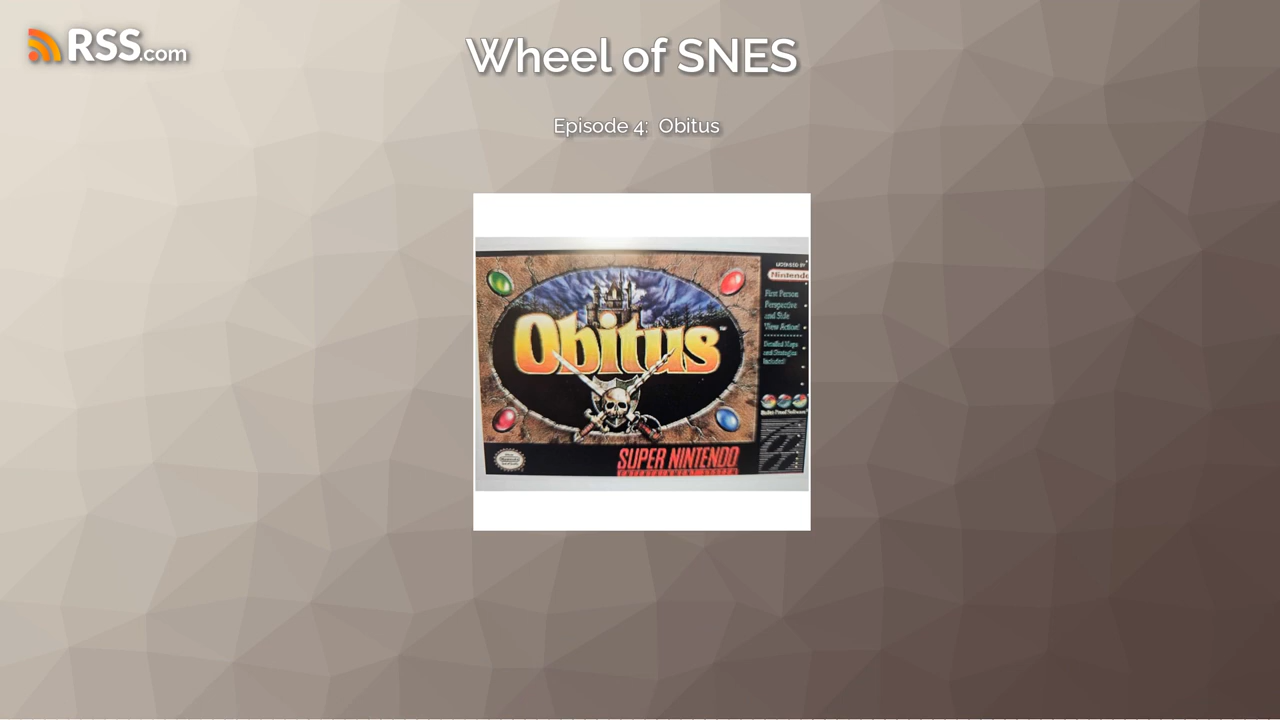 RSS.com
Wheel of SNES
Episode 4: Obitus
LICENSED BY
Nintendo
First Person
Perspective
and Side
View Action!
Detailed Maps
and Strategies
Included!
Obitus
TM
SUPER NINTENDO